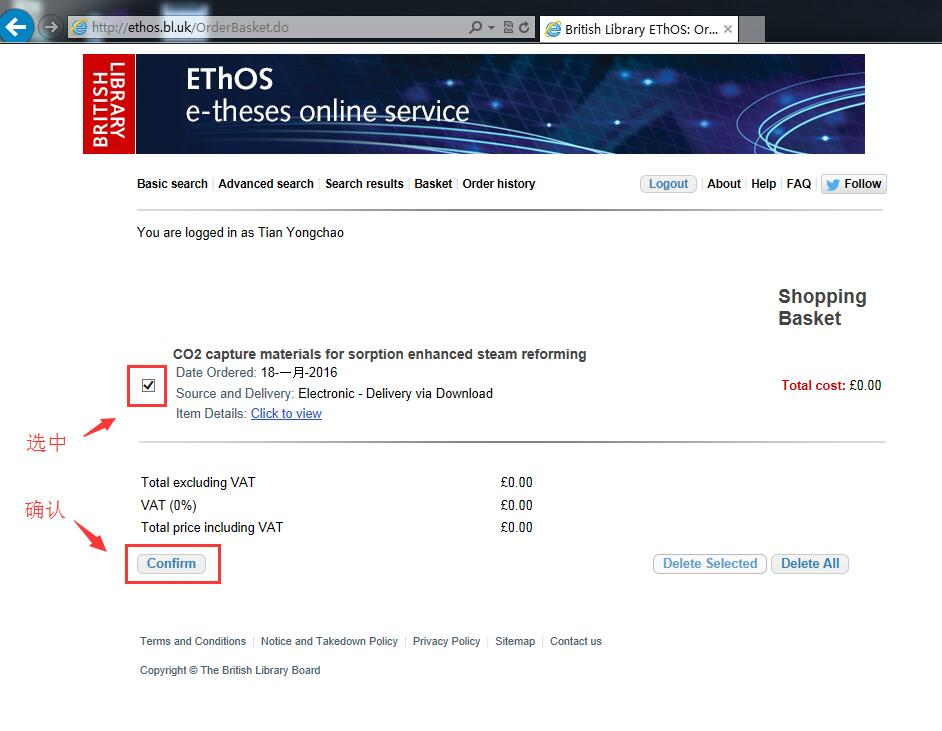 http://ethos.bl.uk/OrderBasket.do
British Library EThOS: Or...
BRITISH LIBRARY
EThOS
e-theses online service
Basic search | Advanced search | Search results | Basket | Order history
Logout | About | Help | FAQ | Follow
You are logged in as Tian Yongchao
Shopping
Basket
CO2 capture materials for sorption enhanced steam reforming
Date Ordered: 18-一月-2016
Source and Delivery: Electronic - Delivery via Download
Total cost: £0.00
Item Details: Click to view
选中
Total excluding VAT £0.00
VAT (0%) £0.00
确认
Total price including VAT £0.00
Confirm Delete Selected Delete All
Terms and Conditions | Notice and Takedown Policy | Privacy Policy | Sitemap | Contact us
Copyright © The British Library Board